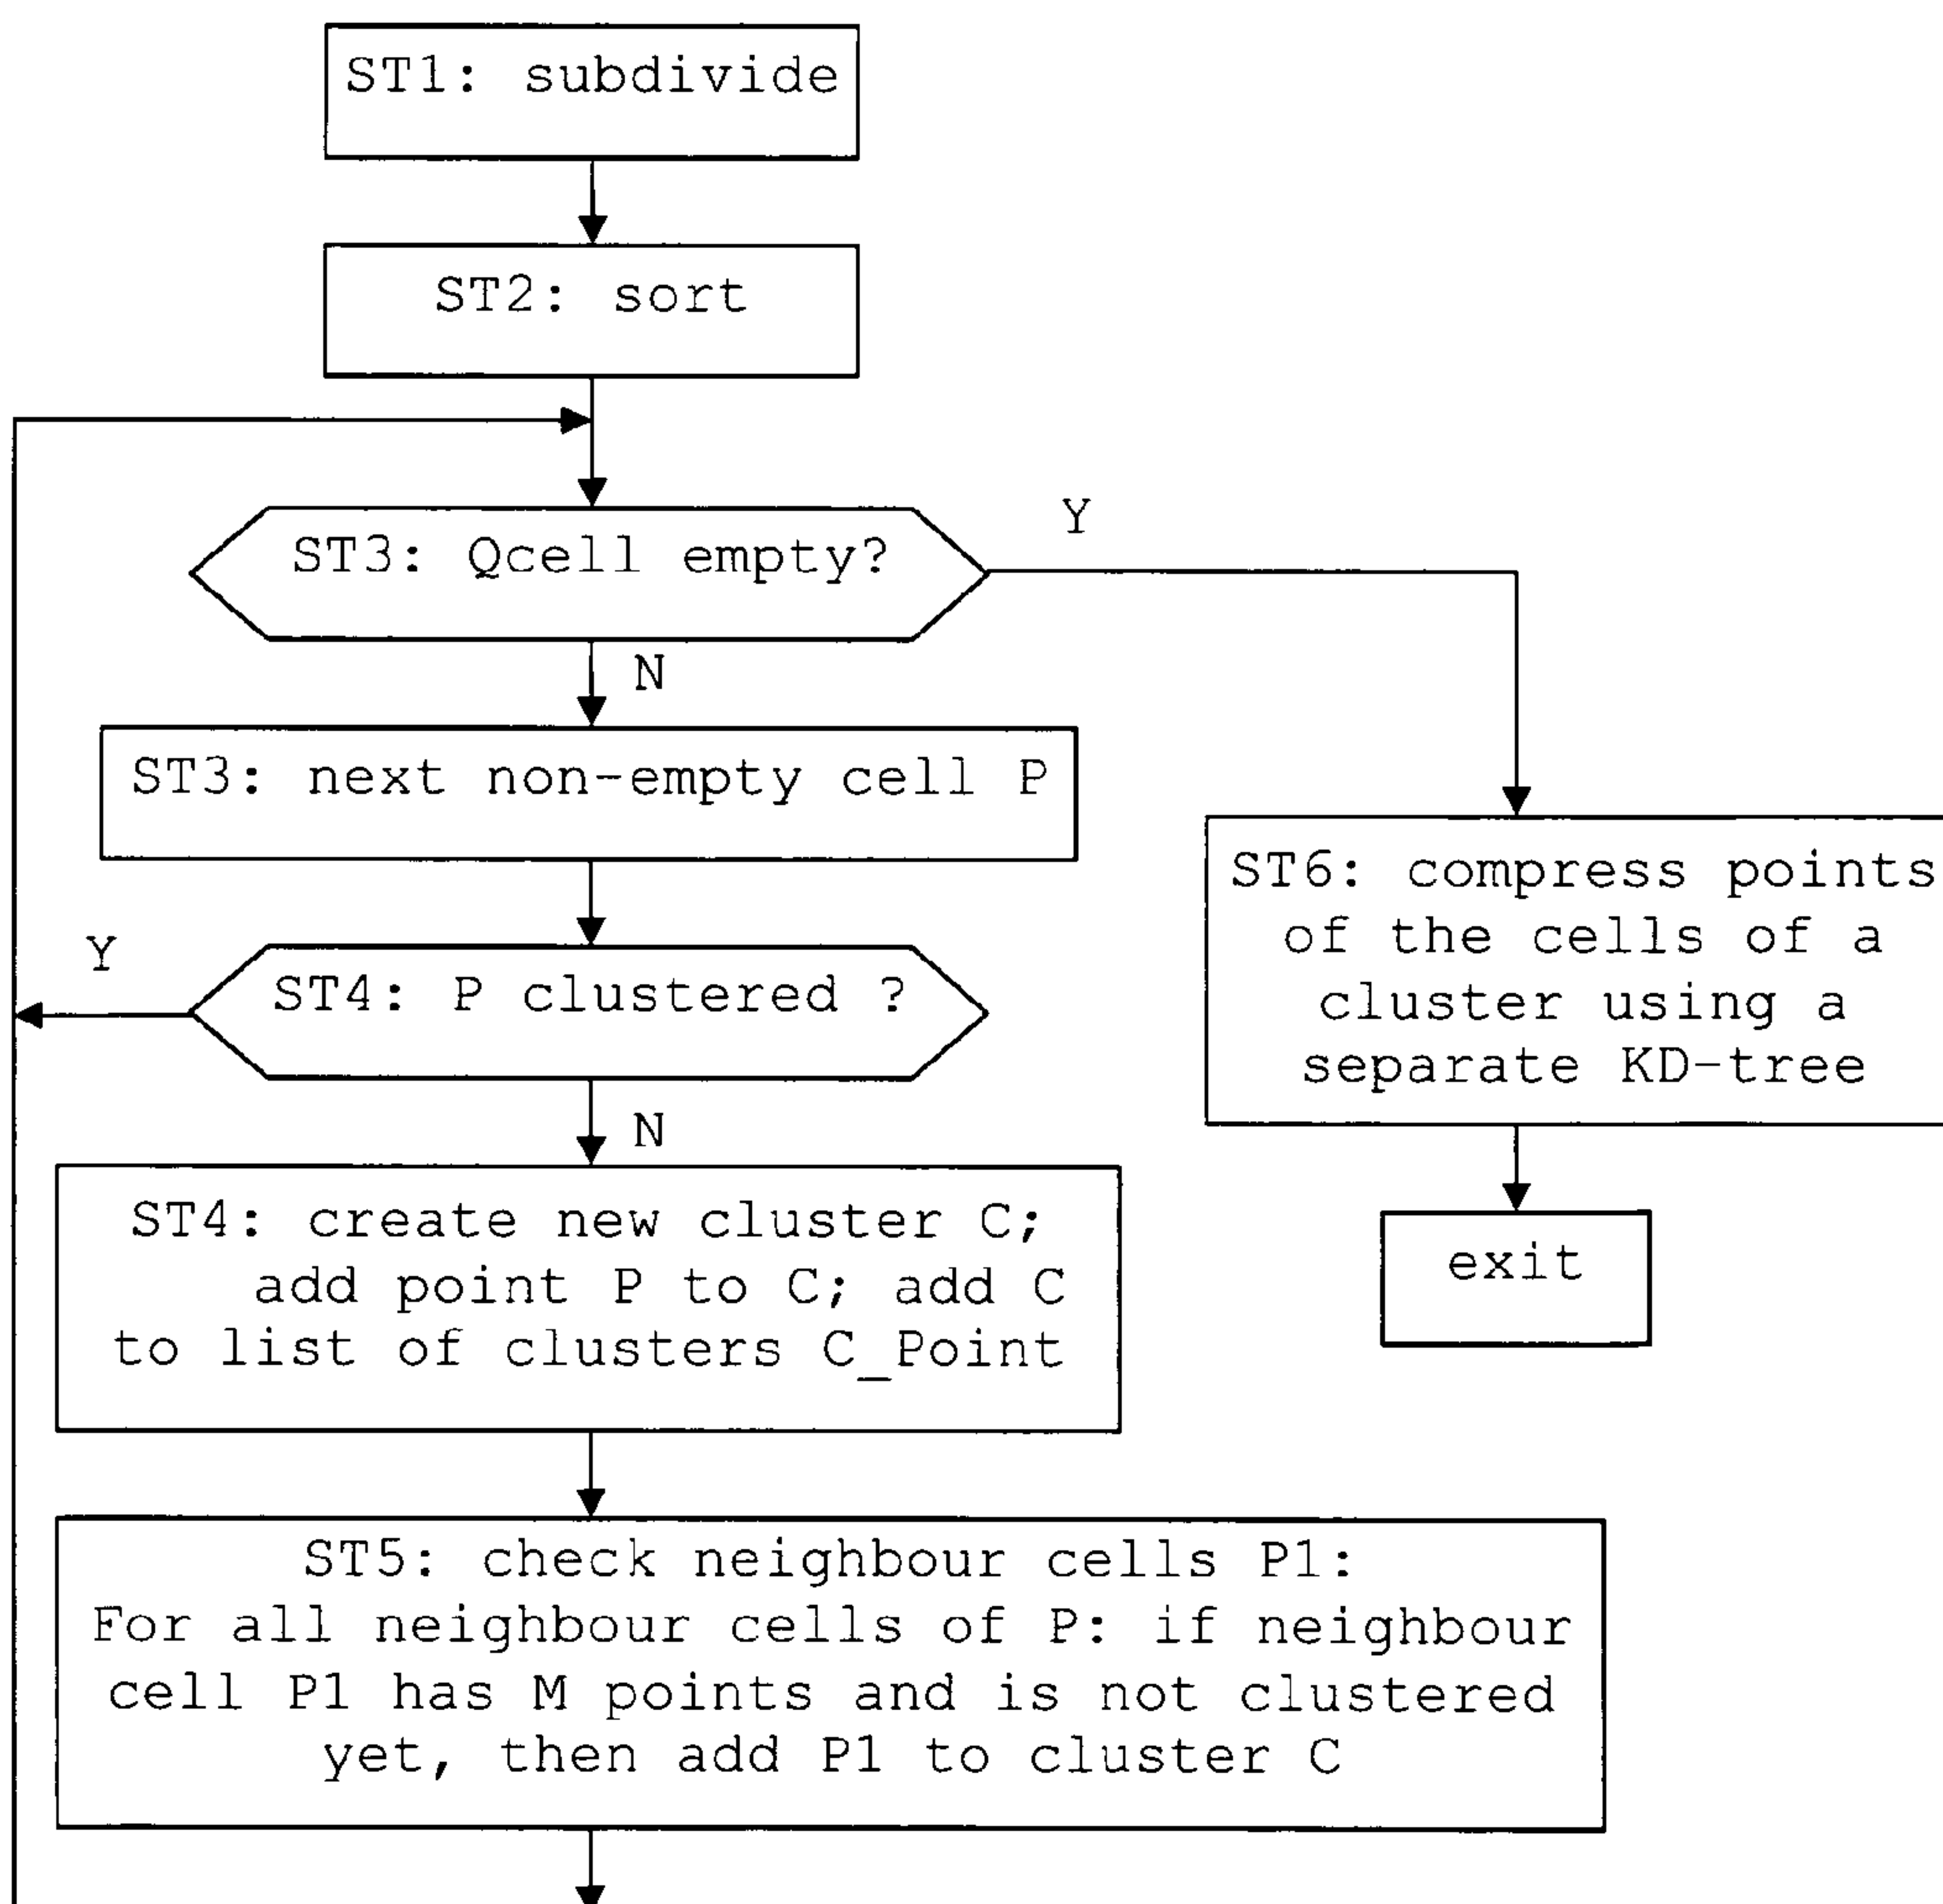 ST1: subdivide
ST2: sort
ST3: Qcell empty?
Y
N
ST3: next non-empty cell P
Y
ST4: P clustered ?
N
ST4: create new cluster C;
add point P to C; add C
to list of clusters C_Point
ST5: check neighbour cells P1:
For all neighbour cells of P: if neighbour
cell P1 has M points and is not clustered
yet, then add P1 to cluster C
ST6: compress points
of the cells of a
cluster using a
separate KD-tree
exit